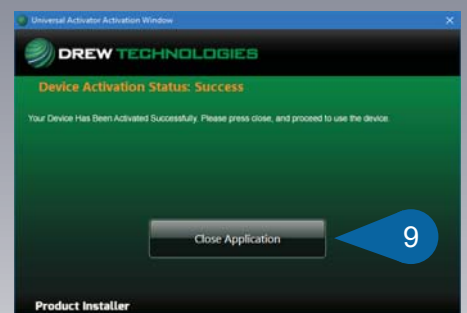 Universal Activator Activation Window
DREW TECHNOLOGIES
Device Activation Status: Success
Your Device Has Been Activated Successfully. Please press close, and proceed to use the device.
Close Application
9
Product Installer